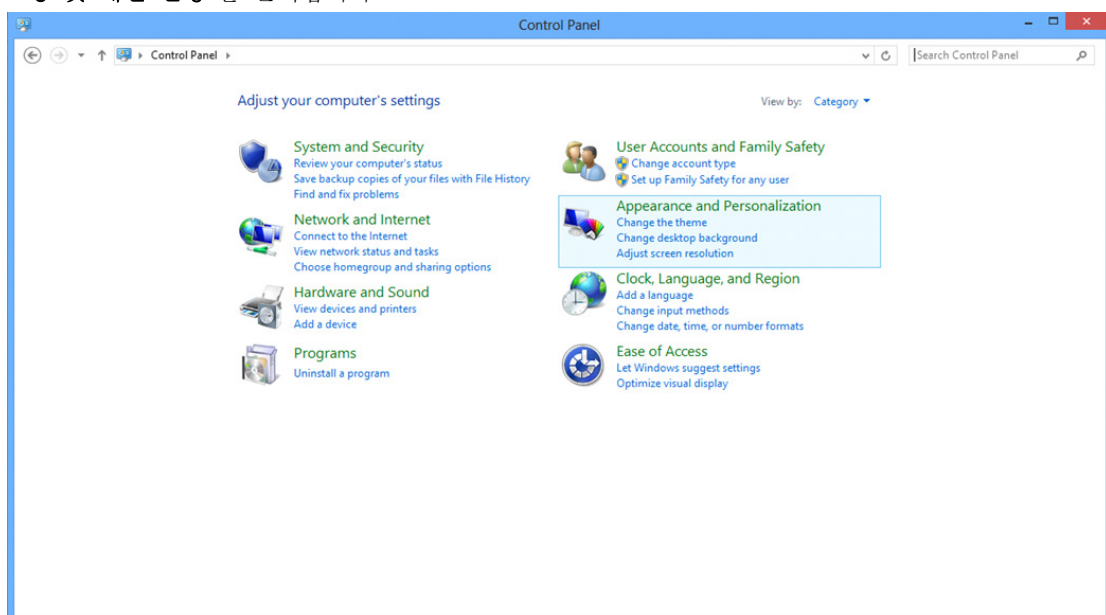 Control Panel
Control Panel
Search Control Panel
Adjust your computer's settings
View by: Category
System and Security
Review your computer's status
Save backup copies of your files with File History
Find and fix problems
Network and Internet
Connect to the Internet
View network status and tasks
Choose homegroup and sharing options
Hardware and Sound
View devices and printers
Add a device
Programs
Uninstall a program
User Accounts and Family Safety
Change account type
Set up Family Safety for any user
Appearance and Personalization
Change the theme
Change desktop background
Adjust screen resolution
Clock, Language, and Region
Add a language
Change input methods
Change date, time, or number formats
Ease of Access
Let Windows suggest settings
Optimize visual display